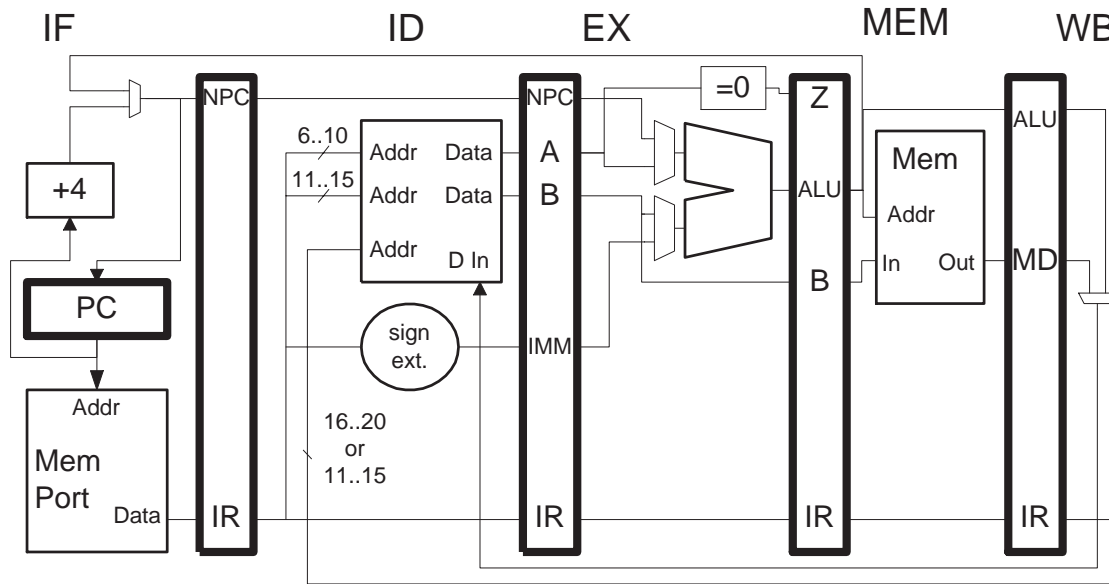 IF
ID
EX
MEM
WB
NPC
NPC
=0
Z
6..10
Addr
Data
A
ALU
Mem
+4
11..15
Addr
Data
B
ALU
Addr
Addr
D In
In
Out
MD
PC
B
sign
ext.
IMM
Addr
16..20
or
11..15
Mem
Port
Data
IR
IR
IR
IR